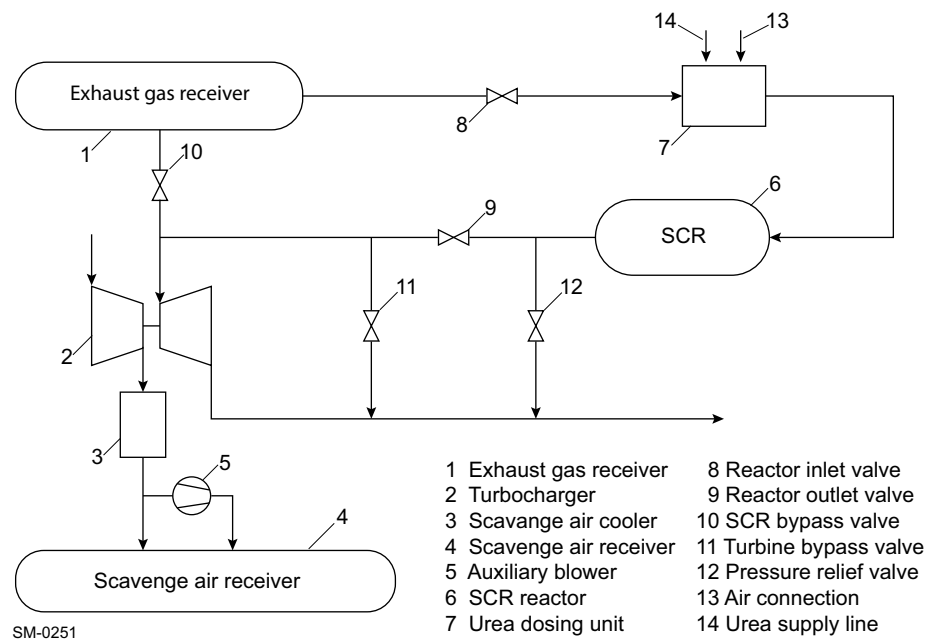 14
13
Exhaust gas receiver
8
7
1
10
6
9
SCR
11
12
2
3
5
4
Scavenge air receiver
1 Exhaust gas receiver
2 Turbocharger
3 Scavange air cooler
4 Scavenge air receiver
5 Auxiliary blower
6 SCR reactor
7 Urea dosing unit
8 Reactor inlet valve
9 Reactor outlet valve
10 SCR bypass valve
11 Turbine bypass valve
12 Pressure relief valve
13 Air connection
14 Urea supply line
SM-0251